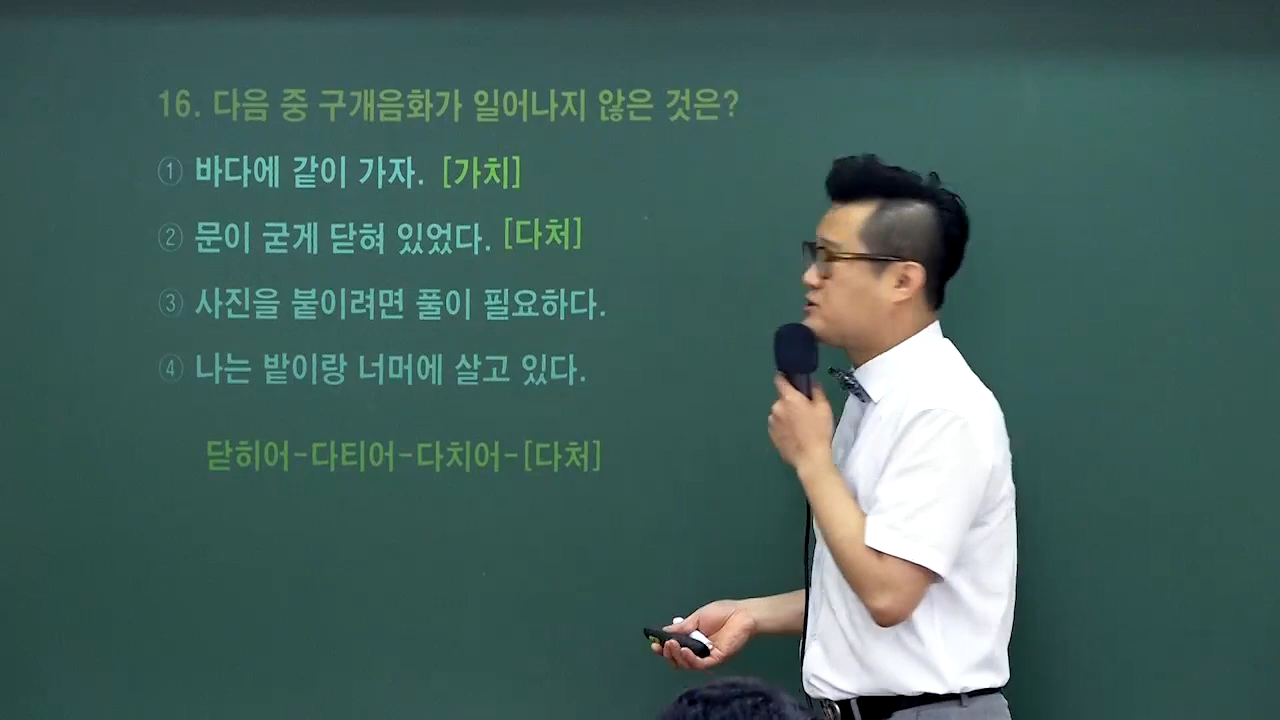 16. 다음 중 구개음화가 일어나지 않은 것은?
① 바다에 같이 가자. [가치]
② 문이 굳게 닫혀 있었다. [다처]
③ 사진을 붙이려면 풀이 필요하다.
④ 나는 밭이랑 너머에 살고 있다.
닫히어-다티어-다치어-[다처]